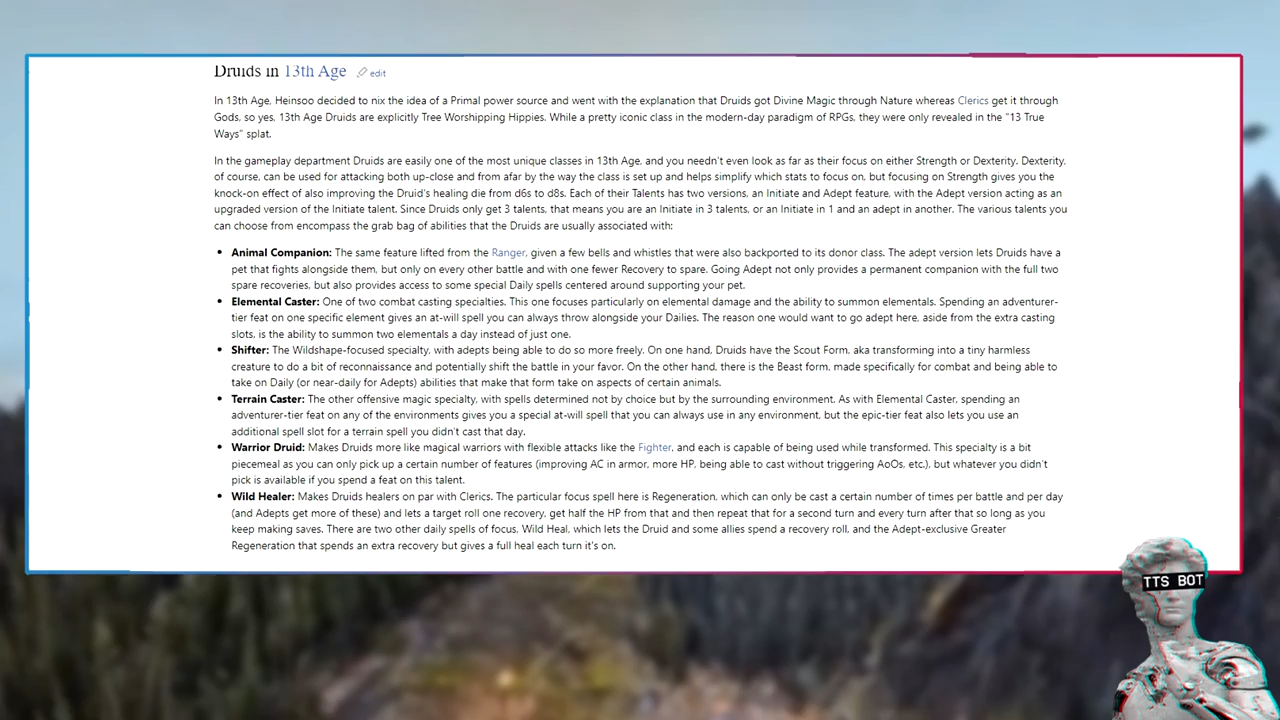 Druids in 13th Age edit
In 13th Age, Heinsoo decided to nix the idea of a Primal power source and went with the explanation that Druids got Divine Magic through Nature whereas Clerics get it through
Gods, so yes, 13th Age Druids are explicitly Tree Worshipping Hippies. While a pretty iconic class in the modern-day paradigm of RPGs, they were only revealed in the "13 True
Ways" splat.
In the gameplay department Druids are easily one of the most unique classes in 13th Age, and you needn't even look as far as their focus on either Strength or Dexterity. Dexterity,
of course, can be used for attacking both up-close and from afar by the way the class is set up and helps simplify which stats to focus on, but focusing on Strength gives you the
knock-on effect of also improving the Druid's healing die from d6s to d8s. Each of their Talents has two versions, an Initiate and Adept feature, with the Adept version acting as an
upgraded version of the Initiate talent. Since Druids only get 3 talents, that means you are an Initiate in 3 talents, or an Initiate in 1 and an adept in another. The various talents you
can choose from encompass the grab bag of abilities that the Druids are usually associated with:
• Animal Companion: The same feature lifted from the Ranger, given a few bells and whistles that were also backported to its donor class. The adept version lets Druids have a
pet that fights alongside them, but only on every other battle and with one fewer Recovery to spare. Going Adept not only provides a permanent companion with the full two
spare recoveries, but also provides access to some special Daily spells centered around supporting your pet.
• Elemental Caster: One of two combat casting specialties. This one focuses particularly on elemental damage and the ability to summon elementals. Spending an adventurer-
tier feat on one specific element gives an at-will spell you can always throw alongside your Dailies. The reason one would want to go adept here, aside from the extra casting
slots, is the ability to summon two elementals a day instead of just one.
• Shifter: The Wildshape-focused specialty, with adepts being able to do so more freely. On one hand, Druids have the Scout Form, aka transforming into a tiny harmless
creature to do a bit of reconnaissance and potentially shift the battle in your favor. On the other hand, there is the Beast form, made specifically for combat and being able to
take on Daily (or near-daily for Adepts) abilities that make that form take on aspects of certain animals.
• Terrain Caster: The other offensive magic specialty, with spells determined not by choice but by the surrounding environment. As with Elemental Caster, spending an
adventurer-tier feat on any of the environments gives you a special at-will spell that you can always use in any environment, but the epic-tier feat also lets you use an
additional spell slot for a terrain spell you didn't cast that day.
• Warrior Druid: Makes Druids more like magical warriors with flexible attacks like the Fighter, and each is capable of being used while transformed. This specialty is a bit
piecemeal as you can only pick up a certain number of features (improving AC in armor, more HP, being able to cast without triggering AoOs, etc.), but whatever you didn't
pick is available if you spend a feat on this talent.
• Wild Healer: Makes Druids healers on par with Clerics. The particular focus spell here is Regeneration, which can only be cast a certain number of times per battle and per day
(and Adepts get more of these) and lets a target roll one recovery, get half the HP from that and then repeat that for a second turn and every turn after that so long as you
keep making saves. There are two other daily spells of focus, Wild Heal, which lets the Druid and some allies spend a recovery roll, and the Adept-exclusive Greater
Regeneration that spends an extra recovery but gives a full heal each turn it's on.
TTS BOT